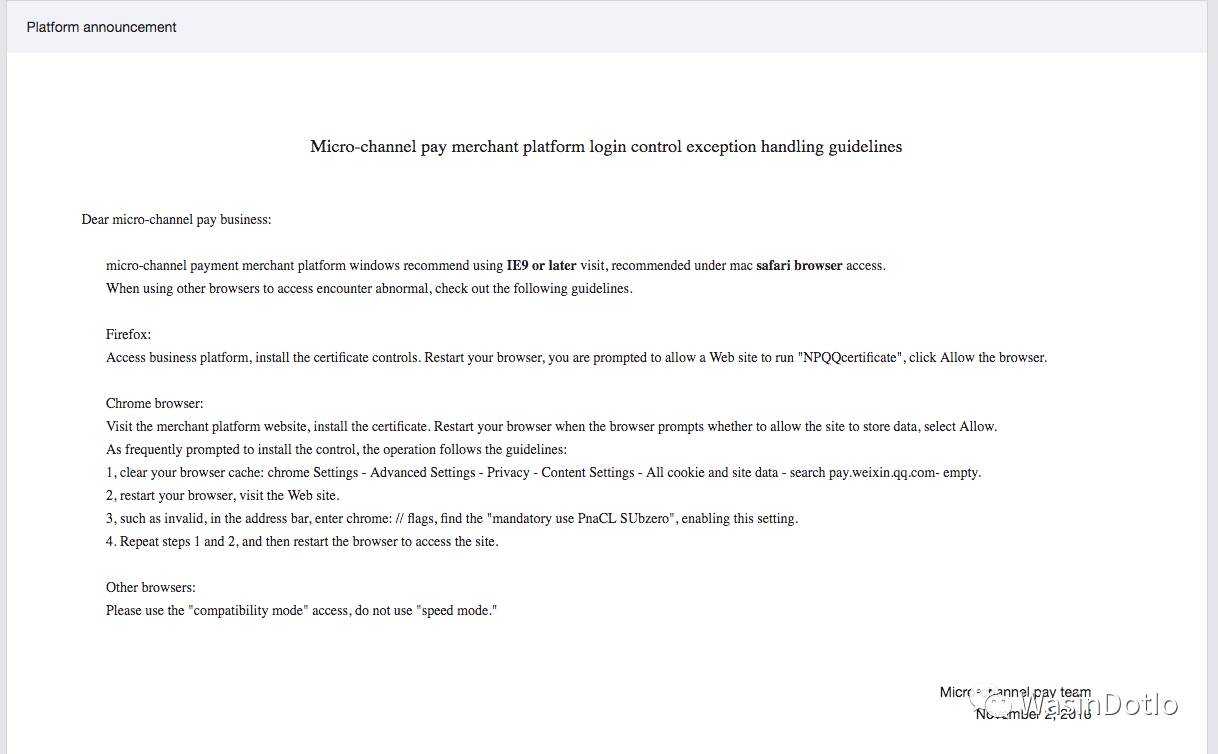 Platform announcement
Micro-channel pay merchant platform login control exception handling guidelines
Dear micro-channel pay business:
micro-channel payment merchant platform windows recommend using IE9 or later visit, recommended under mac safari browser access.
When using other browsers to access encounter abnormal, check out the following guidelines.
Firefox:
Access business platform, install the certificate controls. Restart your browser, you are prompted to allow a Web site to run "NPQQcertificate", click Allow the browser.
Chrome browser:
Visit the merchant platform website, install the certificate. Restart your browser when the browser prompts whether to allow the site to store data, select Allow.
As frequently prompted to install the control, the operation follows the guidelines:
1, clear your browser cache: chrome Settings - Advanced Settings - Privacy - Content Settings - All cookie and site data - search pay.weixin.qq.com- empty.
2, restart your browser, visit the Web site.
3, such as invalid, in the address bar, enter chrome: // flags, find the "mandatory use PnaCL SUbzero", enabling this setting.
4. Repeat steps 1 and 2, and then restart the browser to access the site.
Other browsers:
Please use the "compatibility mode" access, do not use "speed mode."
Micro-channel pay team
November 2, 2016
WasinDotIo